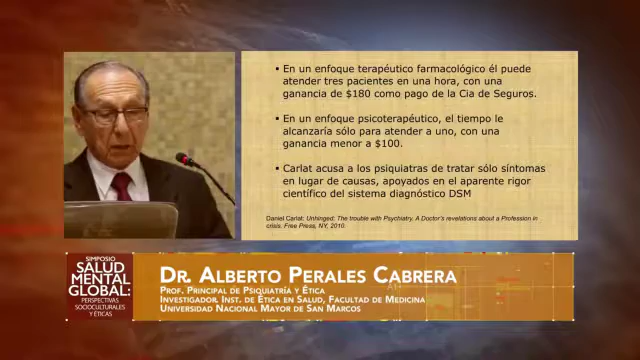 ▪ En un enfoque terapéutico farmacológico él puede
atender tres pacientes en una hora, con una
ganancia de $180 como pago de la Cia de Seguros.
▪ En un enfoque psicoterapéutico, el tiempo le
alcanzaría sólo para atender a uno, con una
ganancia menor a $100.
▪ Carlat acusa a los psiquiatras de tratar sólo síntomas
en lugar de causas, apoyados en el aparente rigor
científico del sistema diagnóstico DSM
Daniel Carlat: Unhinged: The trouble with Psychiatry. A Doctor's revelations about a Profession in
crisis. Free Press, NY, 2010.
SIMPOSIO
SALUD
MENTAL
GLOBAL:
PERSPECTIVAS
SOCIOCULTURALES
Y ÉTICAS
DR. ALBERTO PERALES CABRERA
PROF. PRINCIPAL DE PSIQUIATRÍA Y ÉTICA
INVESTIGADOR. INST. DE ÉTICA EN SALUD, FACULTAD DE MEDICINA
UNIVERSIDAD NACIONAL MAYOR DE SAN MARCOS